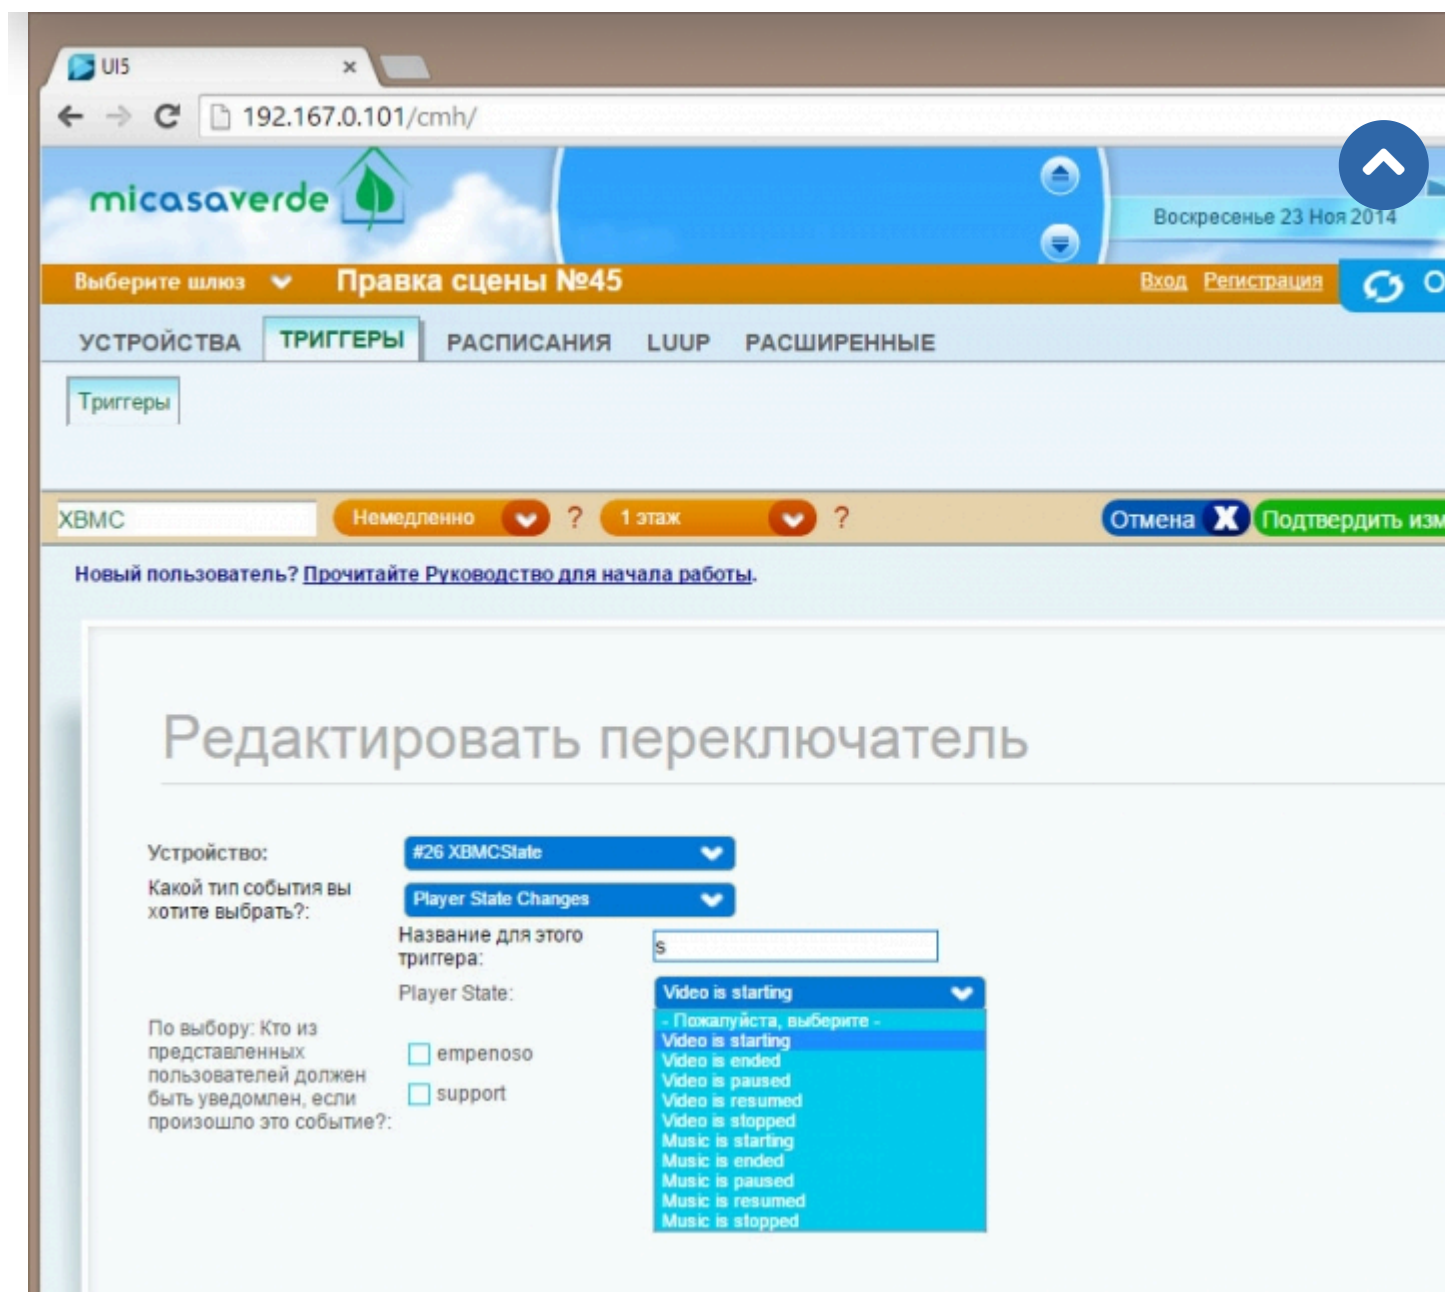 UI5
192.167.0.101/cmh/
micasaverde
Воскресенье 23 Ноя 2014
Выберите шлюз Правка сцены №45 Вход Регистрация О
УСТРОЙСТВА ТРИГГЕРЫ РАСПИСАНИЯ LUUP РАСШИРЕННЫЕ
Триггеры
XBMC Немедленно ? 1 этаж ? Отмена X Подтвердить изм
Новый пользователь? Прочитайте Руководство для начала работы.
Редактировать переключатель
Устройство: #26 XBMCState
Какой тип события вы
хотите выбрать?:
Player State Changes
Название для этого
триггера:
s
Player State: Video is starting
- Пожалуйста, выберите -
Video is starting
Video is ended
Video is paused
Video is resumed
Video is stopped
Music is starting
Music is ended
Music is paused
Music is resumed
Music is stopped
По выбору: Кто из
представленных
пользователей должен
быть уведомлен, если
произошло это событие?:
empenoso
support